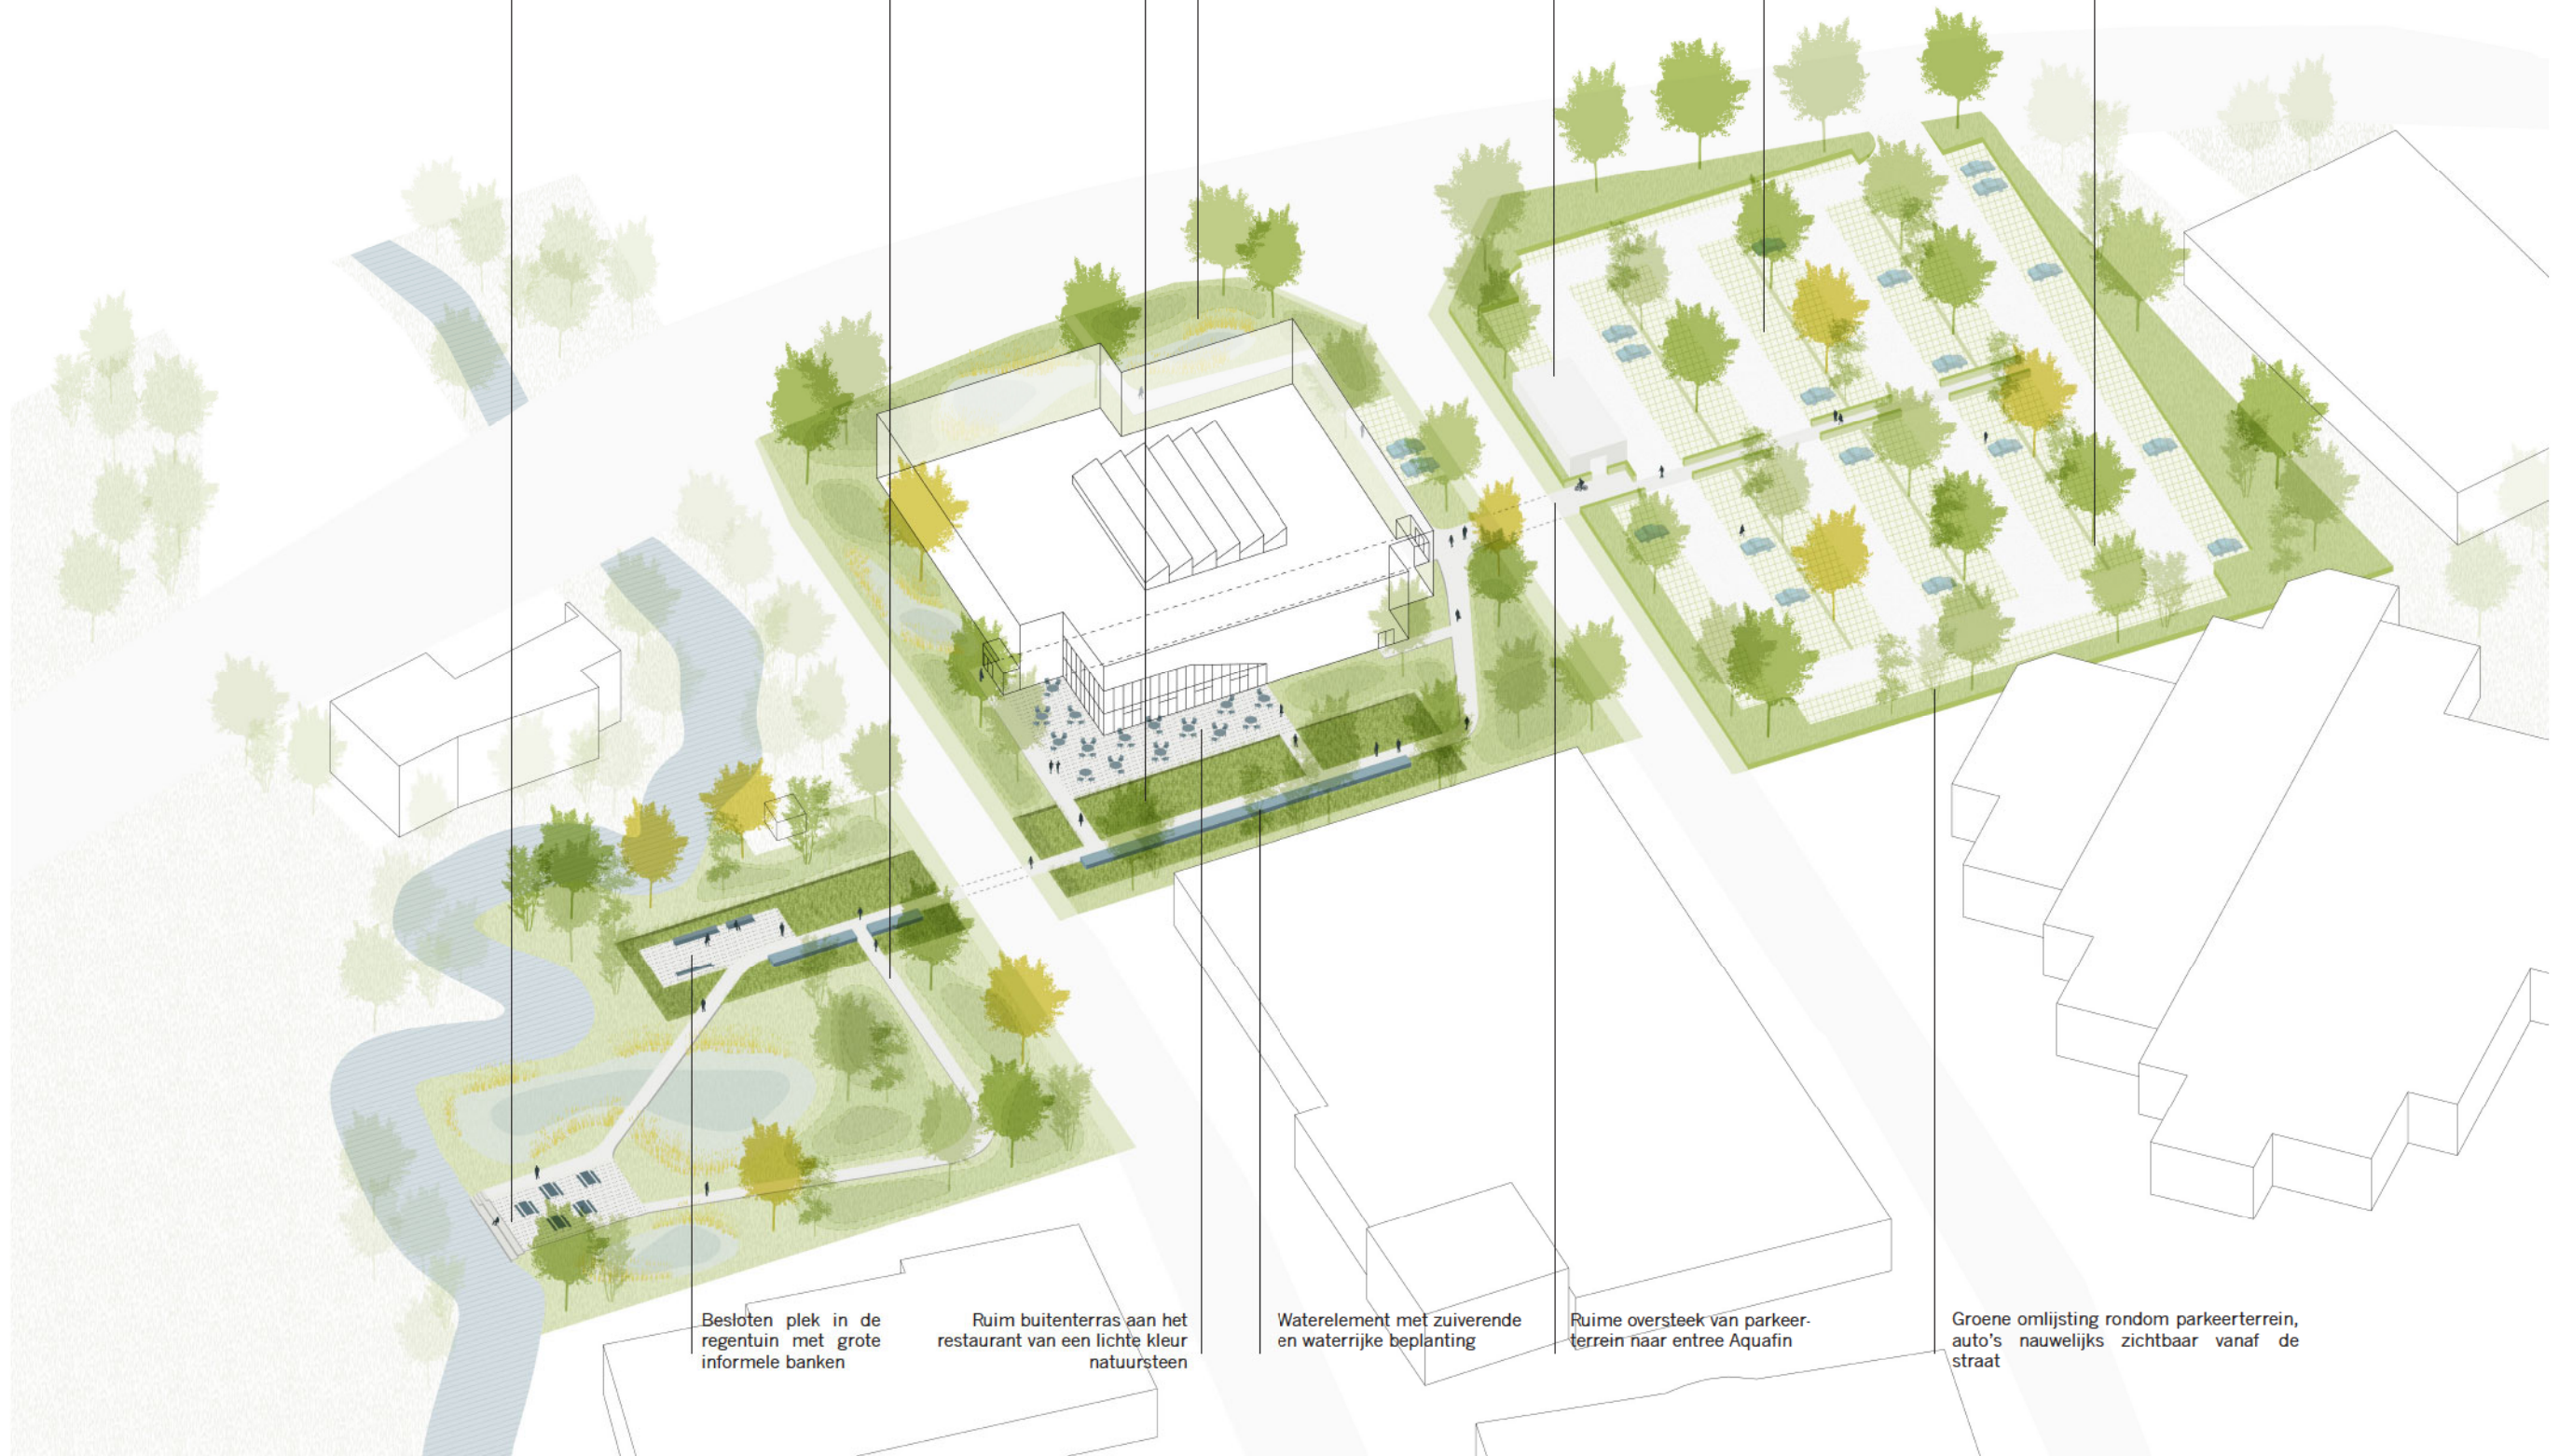 Besloten plek in de
regentuin met grote
informele banken
Ruim buitenterras aan het
restaurant van een lichte kleur
natuursteen
Waterelement met zuiverende
en waterrijke beplanting
Ruime oversteek van parkeer-
terrein naar entree Aquafin
Groene omlijsting rondom parkeerterrein,
auto's nauwelijks zichtbaar vanaf de
straat